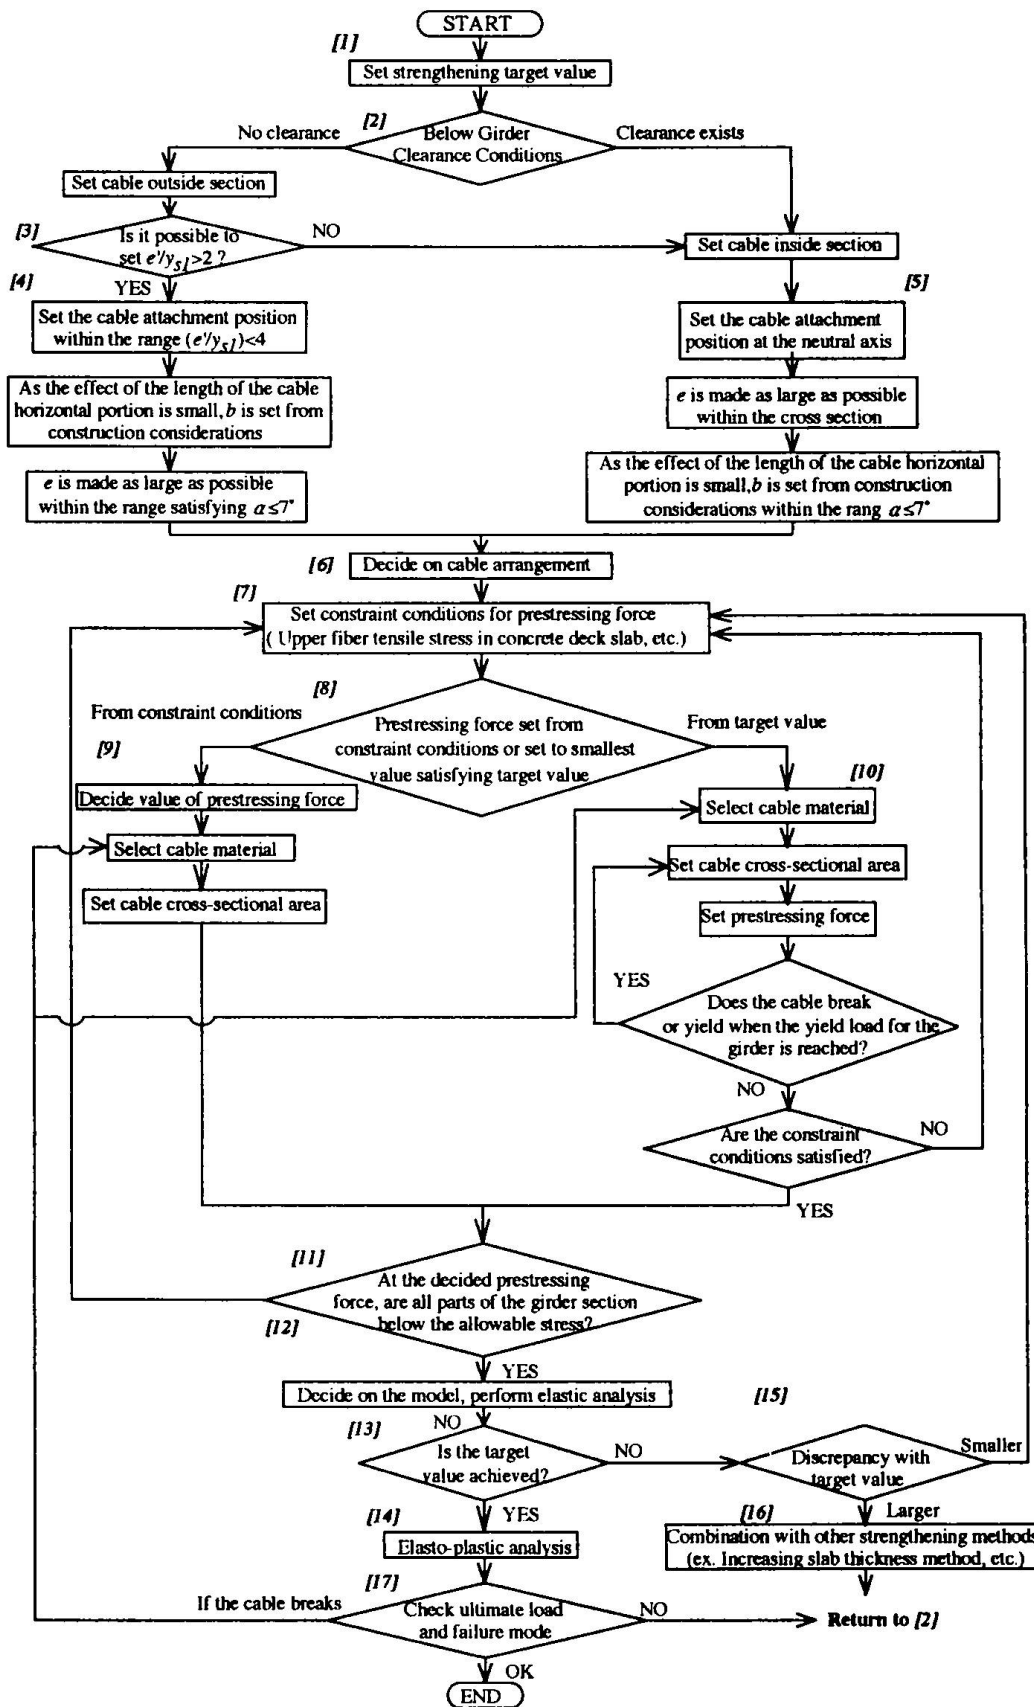 START
[1]
Set strengthening target value
[2]
No clearance
Below Girder
Clearance Conditions
Clearance exists
Set cable outside section
[3]
Is it possible to
set e'/ys1>2 ?
NO
Set cable inside section
[4]
YES
[5]
Set the cable attachment position
within the range (e'/ys1)<4
Set the cable attachment
position at the neutral axis
As the effect of the length of the cable
horizontal portion is small, b is set from
construction considerations
e is made as large as possible
within the cross section
e is made as large as possible
within the range satisfying α≤7°
As the effect of the length of the cable horizontal
portion is small, b is set from construction
considerations within the rang α≤7°
[6]
Decide on cable arrangement
[7]
Set constraint conditions for prestressing force
( Upper fiber tensile stress in concrete deck slab, etc.)
[8]
From constraint conditions
Prestressing force set from
constraint conditions or set to smallest
value satisfying target value
From target value
[9]
Decide value of prestressing force
[10]
Select cable material
Select cable material
Set cable cross-sectional area
Set cable cross-sectional area
Set prestressing force
YES
Does the cable break
or yield when the yield load for the
girder is reached?
NO
Are the constraint
conditions satisfied?
NO
YES
[11]
At the decided prestressing
force, are all parts of the girder section
below the allowable stress?
[12]
YES
Decide on the model, perform elastic analysis
NO
[13]
Is the target
value achieved?
NO
[15]
Discrepancy with
target value
Smaller
YES
[14]
Elasto-plastic analysis
Larger
[16]
Combination with other strengthening methods
(ex. Increasing slab thickness method, etc.)
[17]
If the cable breaks
Check ultimate load
and failure mode
NO
Return to [2]
OK
END